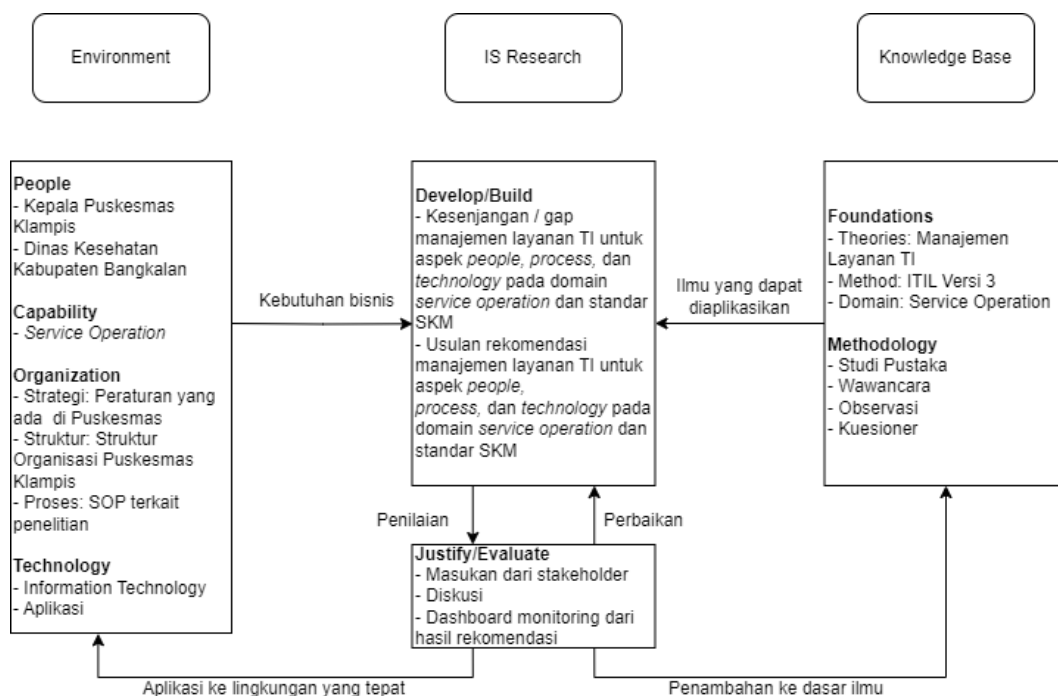 Environment
IS Research
Knowledge Base
People
- Kepala Puskesmas
Klampis
- Dinas Kesehatan
Kabupaten Bangkalan
Capability
- Service Operation
Organization
- Strategi: Peraturan yang
ada di Puskesmas
- Struktur: Struktur
Organisasi Puskesmas
Klampis
- Proses: SOP terkait
penelitian
Technology
- Information Technology
- Aplikasi
Kebutuhan bisnis
Develop/Build
- Kesenjangan / gap
manajemen layanan TI untuk
aspek people, process, dan
technology pada domain
service operation dan standar
SKM
- Usulan rekomendasi
manajemen layanan TI untuk
aspek people,
process, dan technology pada
domain service operation dan
standar SKM
Ilmu yang dapat
diaplikasikan
Foundations
- Theories: Manajemen
Layanan TI
- Method: ITIL Versi 3
- Domain: Service Operation
Methodology
- Studi Pustaka
- Wawancara
- Observasi
- Kuesioner
Penilaian
Perbaikan
Justify/Evaluate
- Masukan dari stakeholder
- Diskusi
- Dashboard monitoring dari
hasil rekomendasi
Aplikasi ke lingkungan yang tepat
Penambahan ke dasar ilmu